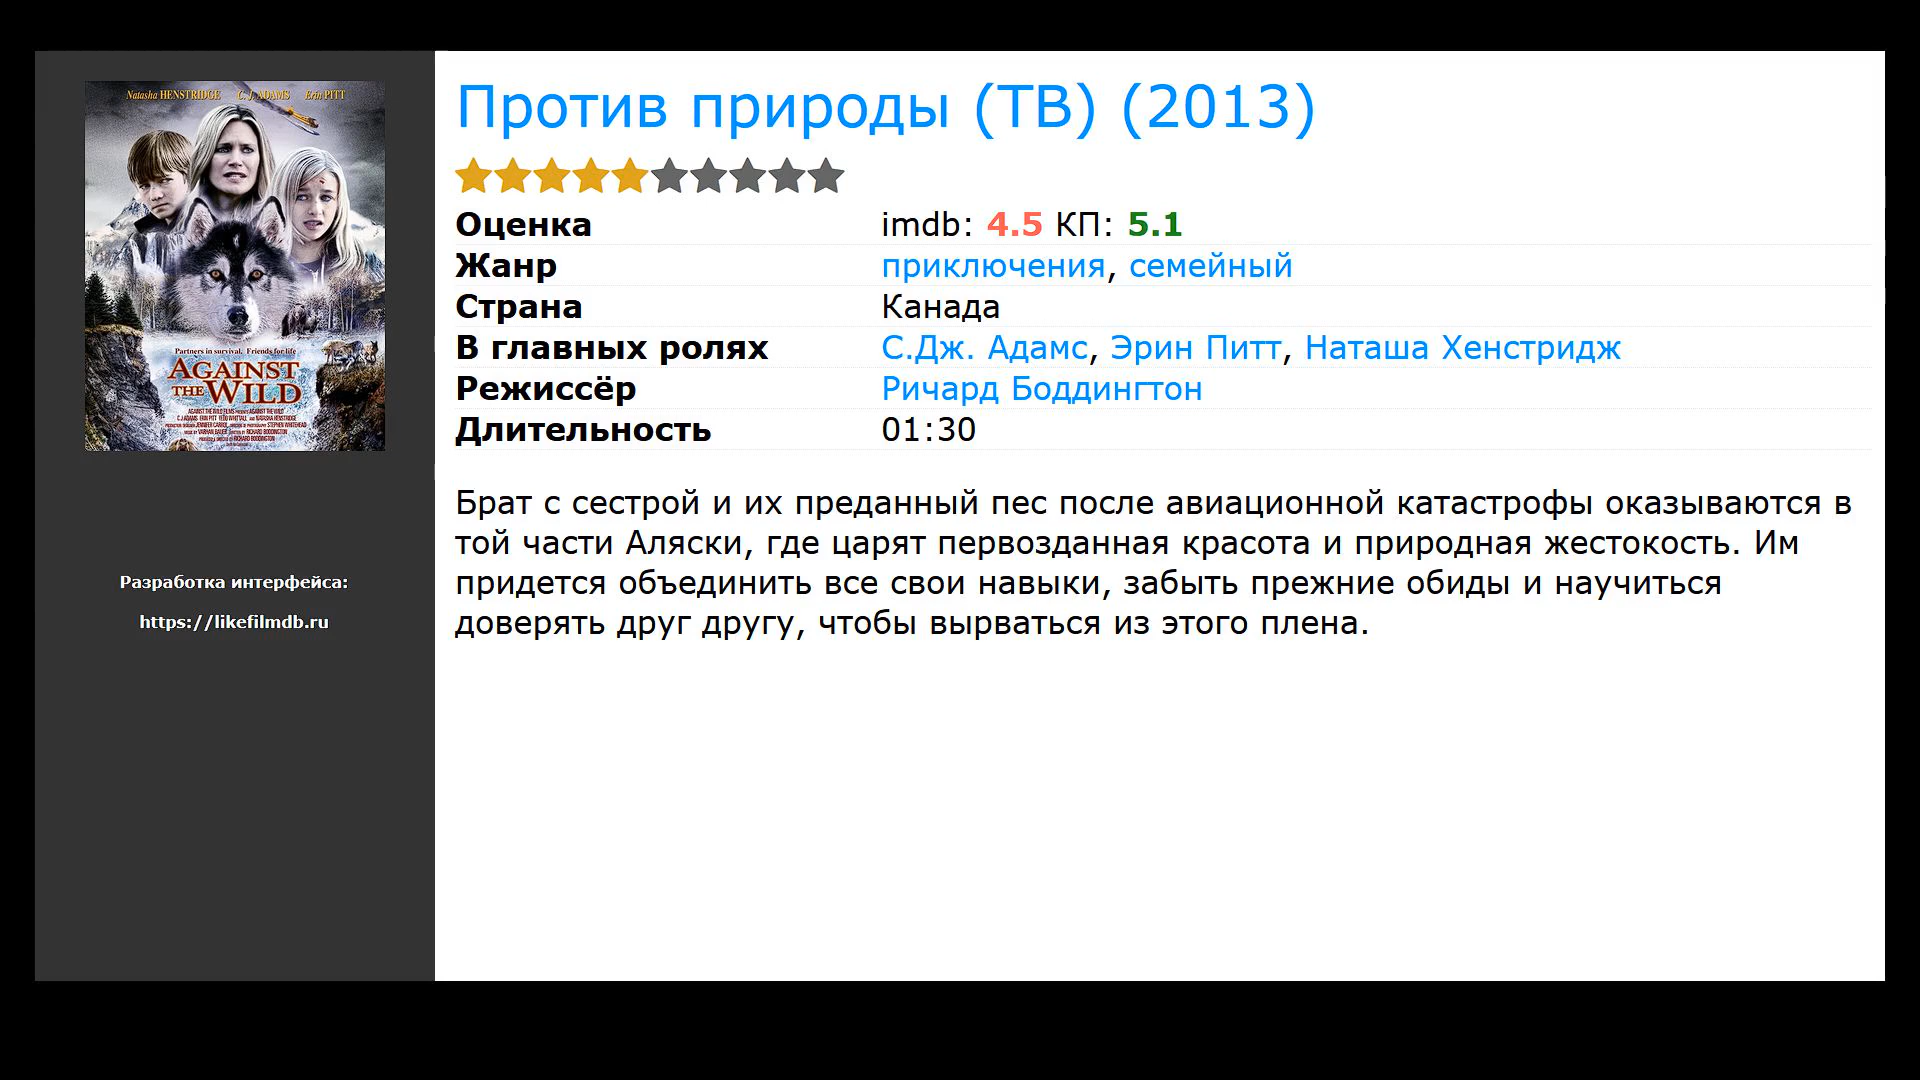 Natasha HENSTRIDGE C. J. ADAMS Erin PITT
Partners in survival. Friends for life
AGAINST
THE WILD
Разработка интерфейса:
https://likefilmdb.ru
Против природы (ТВ) (2013)
Оценка imdb: 4.5 КП: 5.1
Жанр приключения, семейный
Страна Канада
В главных ролях С.Дж. Адамс, Эрин Питт, Наташа Хенстридж
Режиссёр Ричард Боддингтон
Длительность 01:30
Брат с сестрой и их преданный пес после авиационной катастрофы оказываются в
той части Аляски, где царят первозданная красота и природная жестокость. Им
придется объединить все свои навыки, забыть прежние обиды и научиться
доверять друг другу, чтобы вырваться из этого плена.